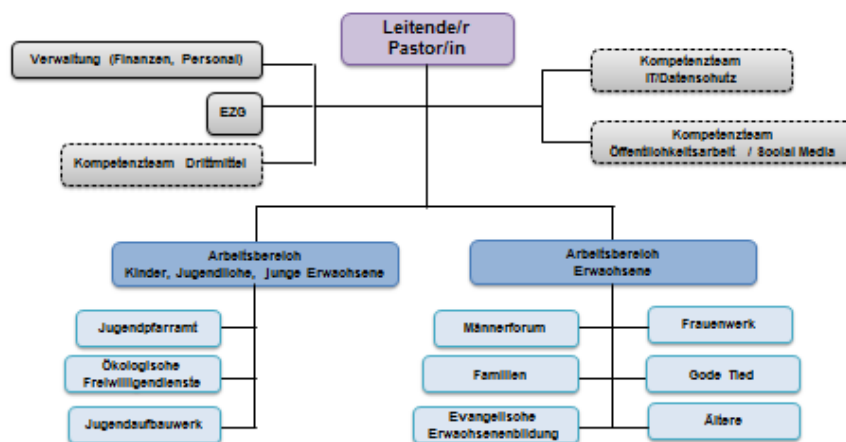 Leitende/r
Pastor/in
Verwaltung (Finanzen, Personal)
EZG
Kompetenzteam Drittmittel
Kompetenzteam
IT/Datenschutz
Kompetenzteam
Öffentlichkeitsarbeit / Social Media
Arbeitsbereich
Kinder, Jugendliche, junge Erwachsene
Jugendpfarramt
Ökologische
Freiwilligendienste
Jugendaufbauwerk
Arbeitsbereich
Erwachsene
Männerforum
Frauenwerk
Familien
Gode Tied
Evangelische
Erwachsenenbildung
Ältere